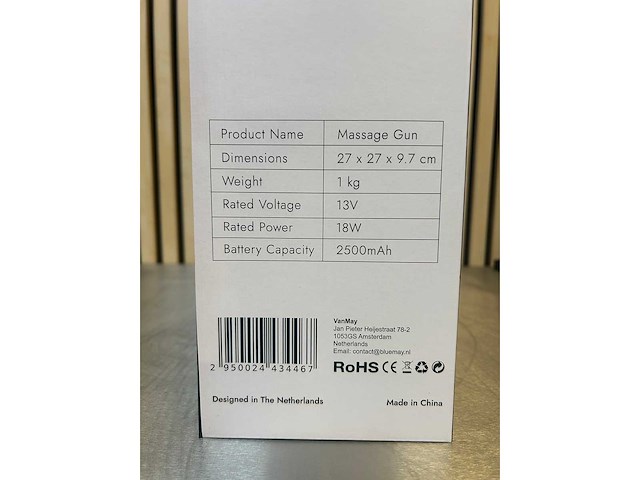 Product Name Massage Gun
Dimensions 27 x 27 x 9.7 cm
Weight 1 kg
Rated Voltage 13V
Rated Power 18W
Battery Capacity 2500mAh
VanMay
Jan Pieter Heijestraat 78-2
1053GS Amsterdam
Netherlands
Email: contact@bluemay.nl
RoHS CE
2 950024 434467
Designed in The Netherlands Made in China